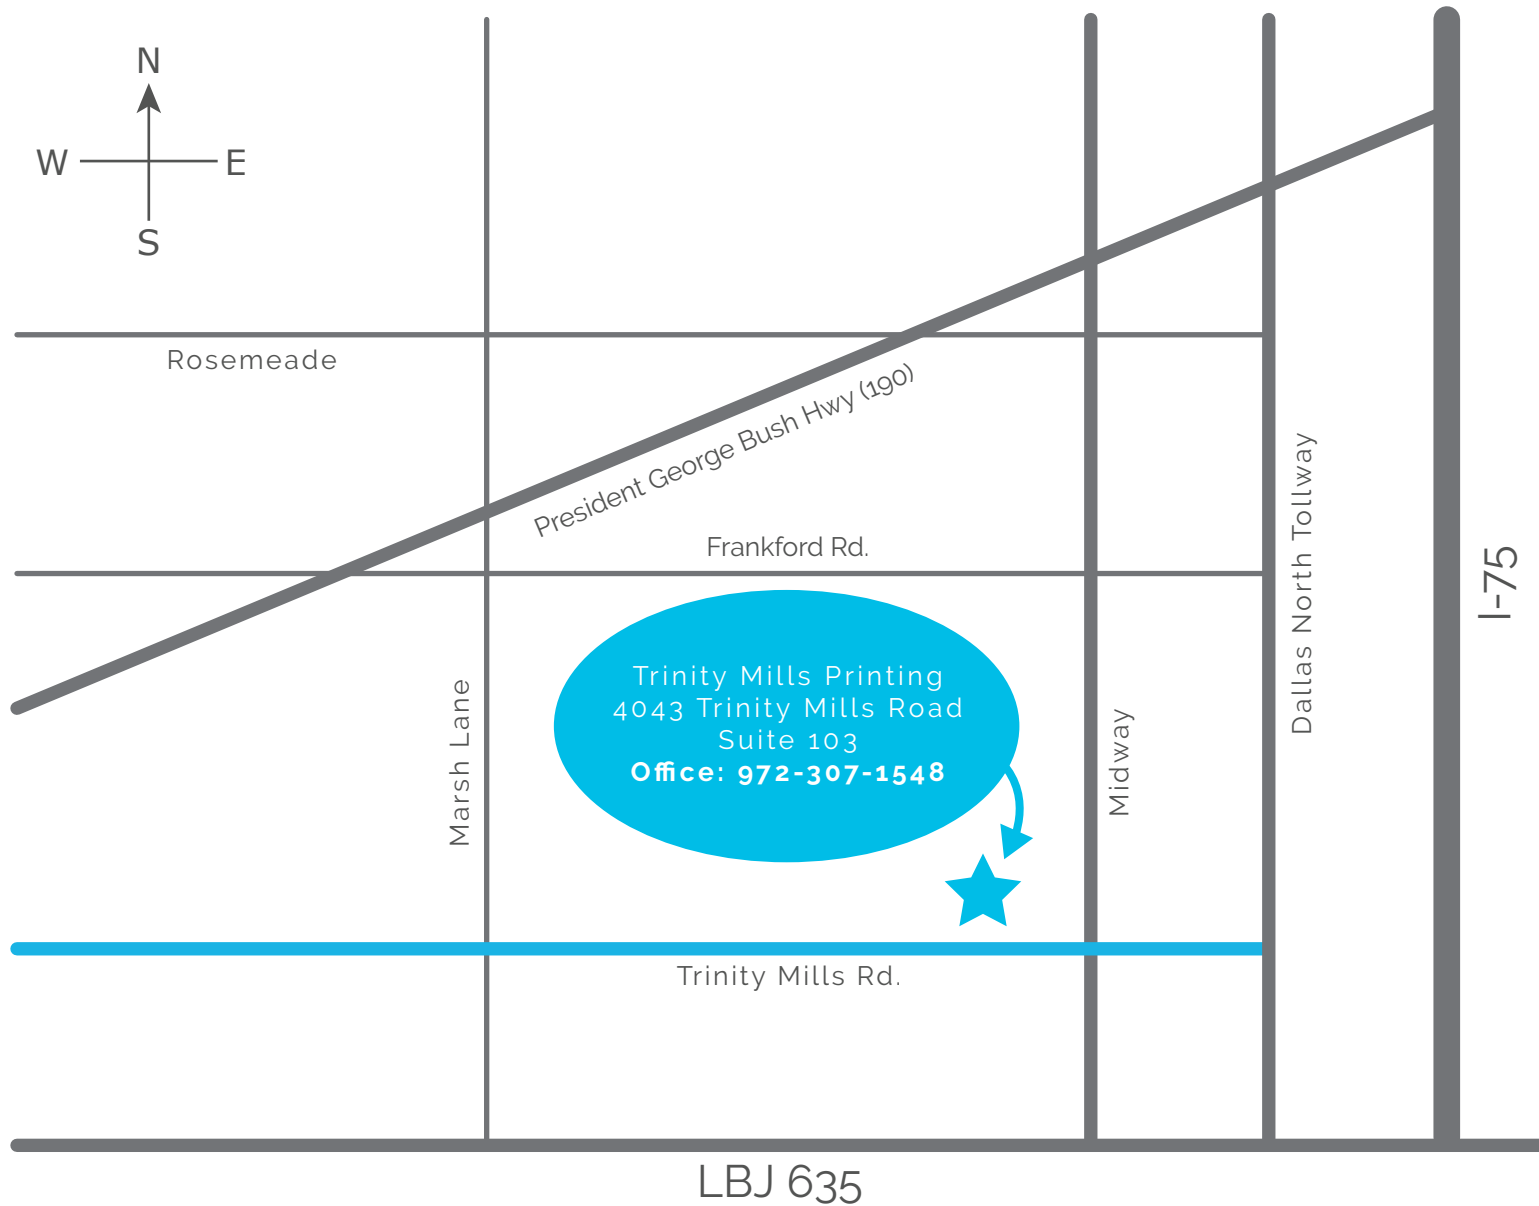 N
W
E
S
Rosemeade
President George Bush Hwy (190)
Frankford Rd.
Dallas North Tollway
I-75
Trinity Mills Printing
4043 Trinity Mills Road
Suite 103
Office: 972-307-1548
Marsh Lane
Midway
Trinity Mills Rd.
LBJ 635